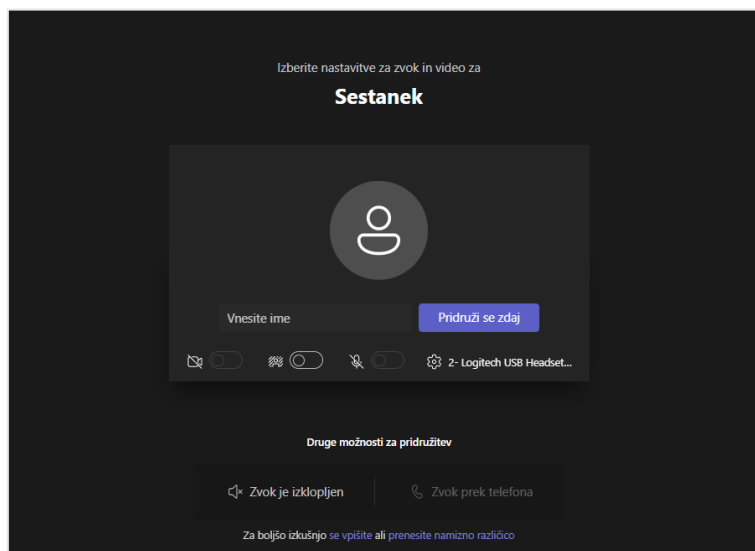 Izberite nastavitve za zvok in video za
Sestanek
Vnesite ime
Pridruži se zdaj
2- Logitech USB Headset...
Druge možnosti za pridružitev
Zvok je izklopljen
Zvok prek telefona
Za boljšo izkušnjo se vpišite ali prenesite namizno različico